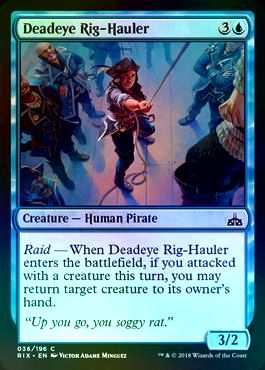 Deadeye Rig-Hauler 3
Creature — Human Pirate
Raid — When Deadeye Rig-Hauler
enters the battlefield, if you attacked
with a creature this turn, you may
return target creature to its owner's
hand.
"Up you go, you soggy rat."
3/2
036/196 C
RIX • EN VICTOR ADAME MINGUEZ
™ & © 2018 Wizards of the Coast